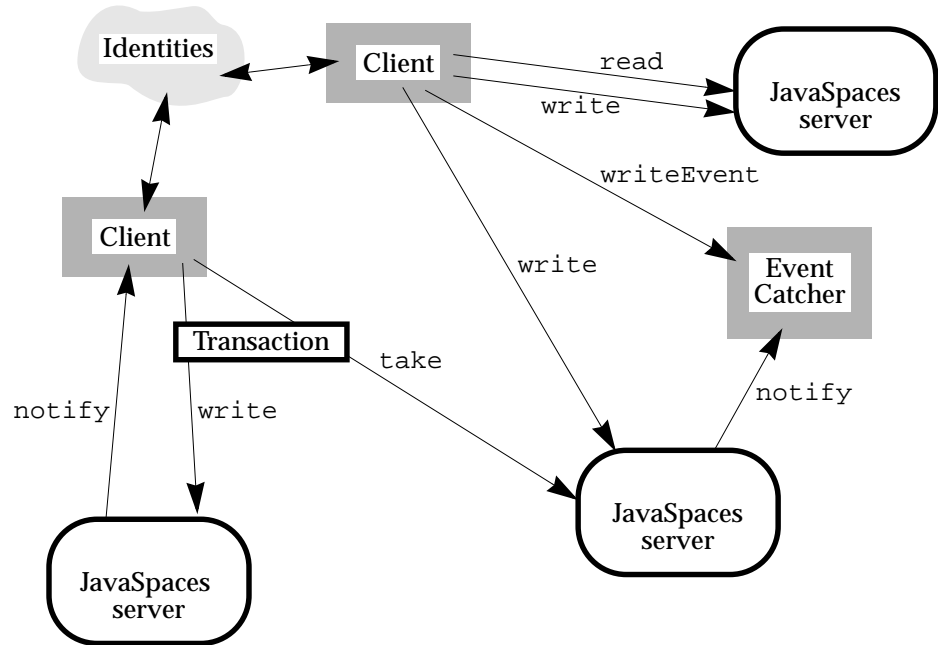 Identities
Client
read
JavaSpaces
server
write
writeEvent
Client
write
Event
Catcher
Transaction
take
notify
write
notify
JavaSpaces
server
JavaSpaces
server